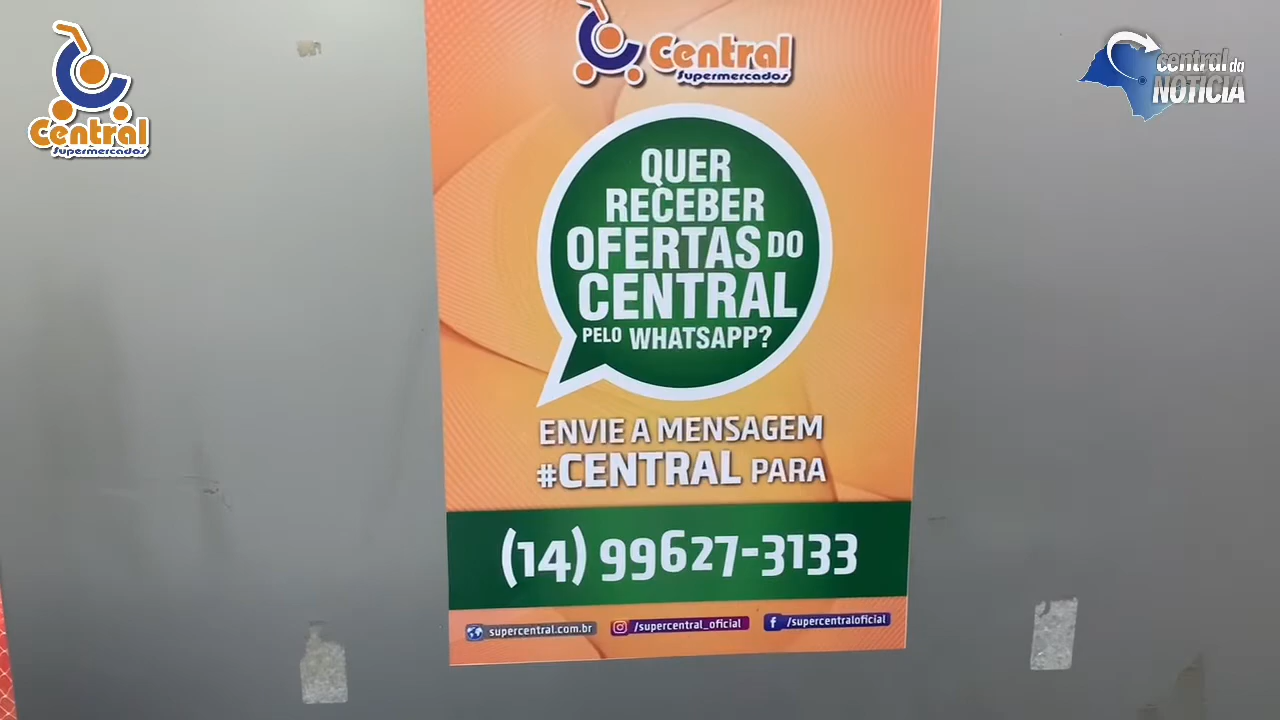 Central
Supermercados
Central
Supermercados
central da
NOTÍCIA
QUER
RECEBER
OFERTAS DO
CENTRAL
PELO WHATSAPP?
ENVIE A MENSAGEM
#CENTRAL PARA
(14) 99627-3133
supercentral.com.br
/supercentral_oficial
/supercentraloficial